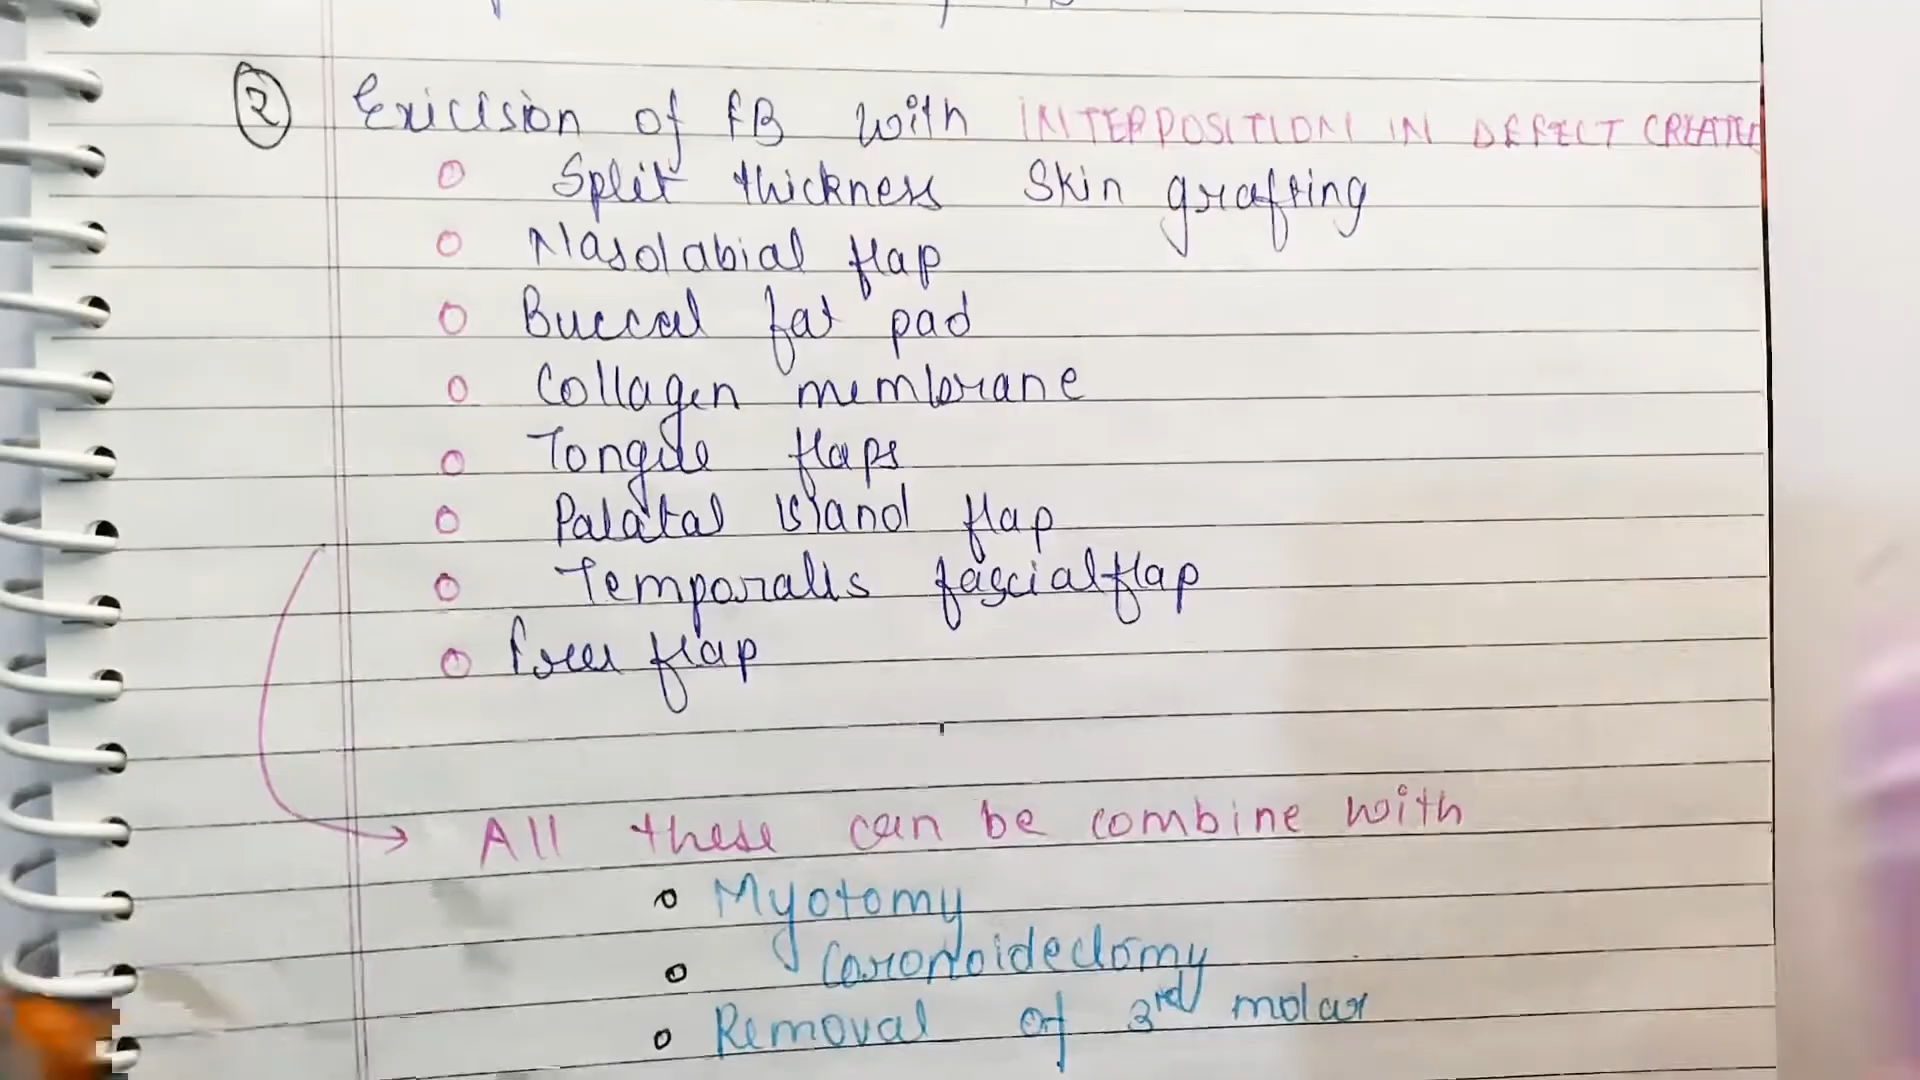 2 Exicision of FB with INTERPOSITION IN DEFECT CREATED
Split thickness Skin grafting
Nasolabial flap
Buccal fat pad
Collagen membrane
Tongue flaps
Palatal island flap
Temporalis fascial flap
Free flap
All these can be combine with
Myotomy
Coronoidectomy
Removal of 3rd molar